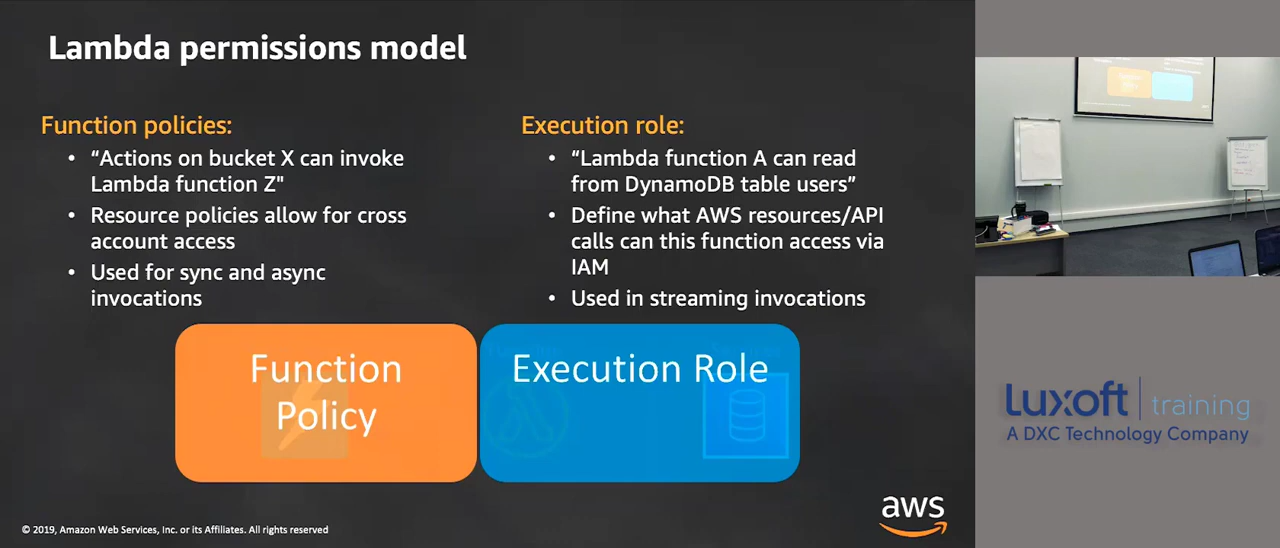 Lambda permissions model
Function policies:
• “Actions on bucket X can invoke
Lambda function Z"
• Resource policies allow for cross
account access
• Used for sync and async
invocations
Execution role:
• “Lambda function A can read
from DynamoDB table users”
• Define what AWS resources/API
calls can this function access via
IAM
• Used in streaming invocations
Function
Policy
Execution Role
© 2019, Amazon Web Services, Inc. or its Affiliates. All rights reserved
aws
Luxoft training
A DXC Technology Company